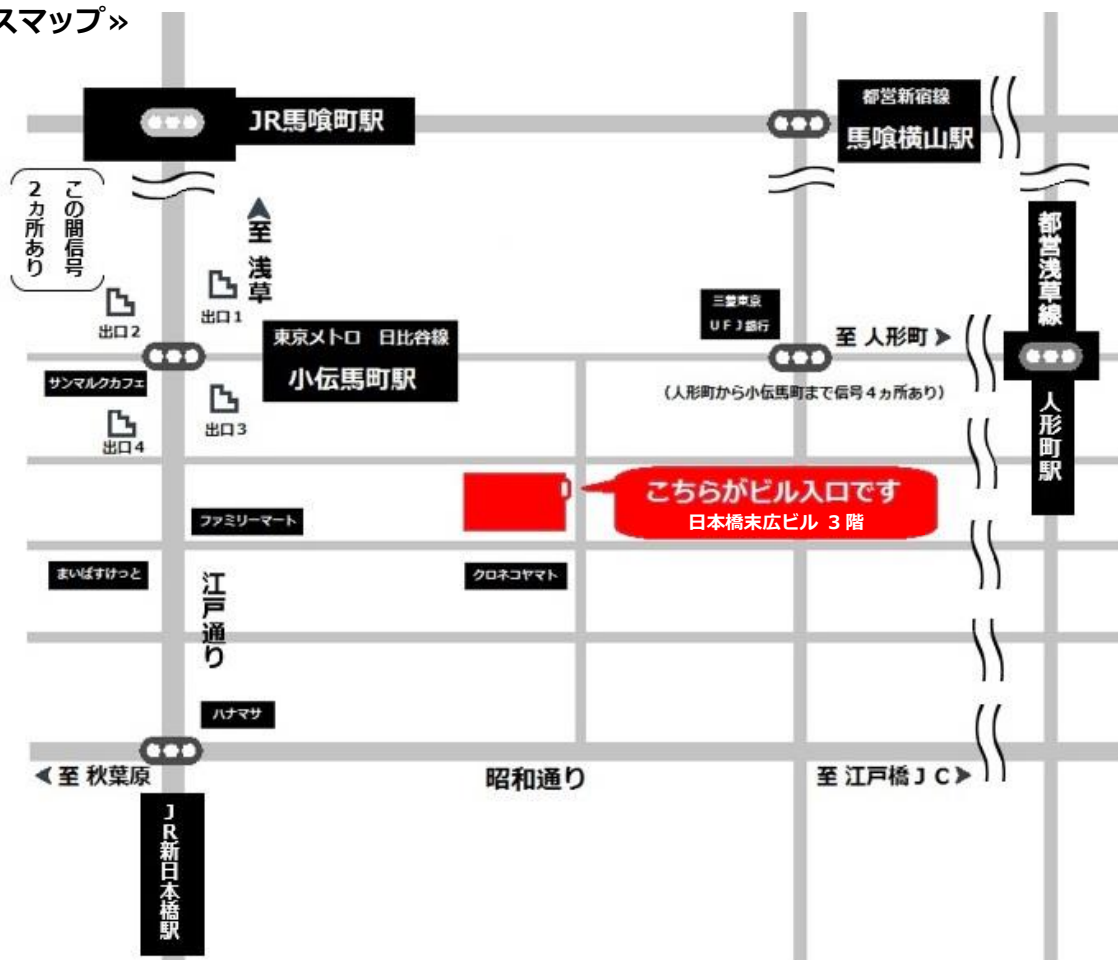 スマップ»
JR馬喰町駅
都営新宿線
馬喰横山駅
この間信号
2ヵ所あり
至 浅草
都営浅草線
人形町駅
出口2
出口1
三菱東京
UFJ銀行
東京メトロ 日比谷線
小伝馬町駅
至 人形町
サンマルクカフェ
(人形町から小伝馬町まで信号4ヵ所あり)
出口4
出口3
こちらがビル入口です
日本橋末広ビル 3階
ファミリーマート
まいばすけっと
クロネコヤマト
江戸通り
ハナマサ
至 秋葉原
昭和通り
至 江戸橋JC
JR新日本橋駅